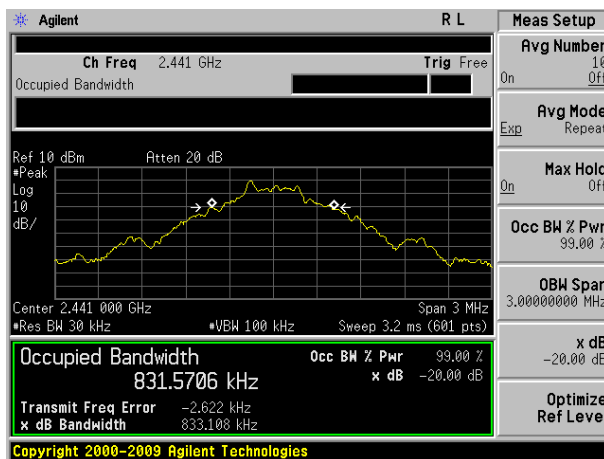 Agilent R L Meas Setup
Ch Freq 2.441 GHz Trig Free
Occupied Bandwidth
Avg Number
10
On Off
Avg Mode
Exp Repeat
Max Hold
On Off
Occ BW % Pwr
99.00 %
OBW Span
3.00000000 MHz
x dB
-20.00 dB
Optimize
Ref Level
Ref 10 dBm Atten 20 dB
#Peak
Log
10
dB/
Center 2.441 000 GHz Span 3 MHz
#Res BW 30 kHz #VBW 100 kHz Sweep 3.2 ms (601 pts)
Occupied Bandwidth Occ BW % Pwr 99.00 %
831.5706 kHz x dB -20.00 dB
Transmit Freq Error -2.622 kHz
x dB Bandwidth 833.108 kHz
Copyright 2000-2009 Agilent Technologies